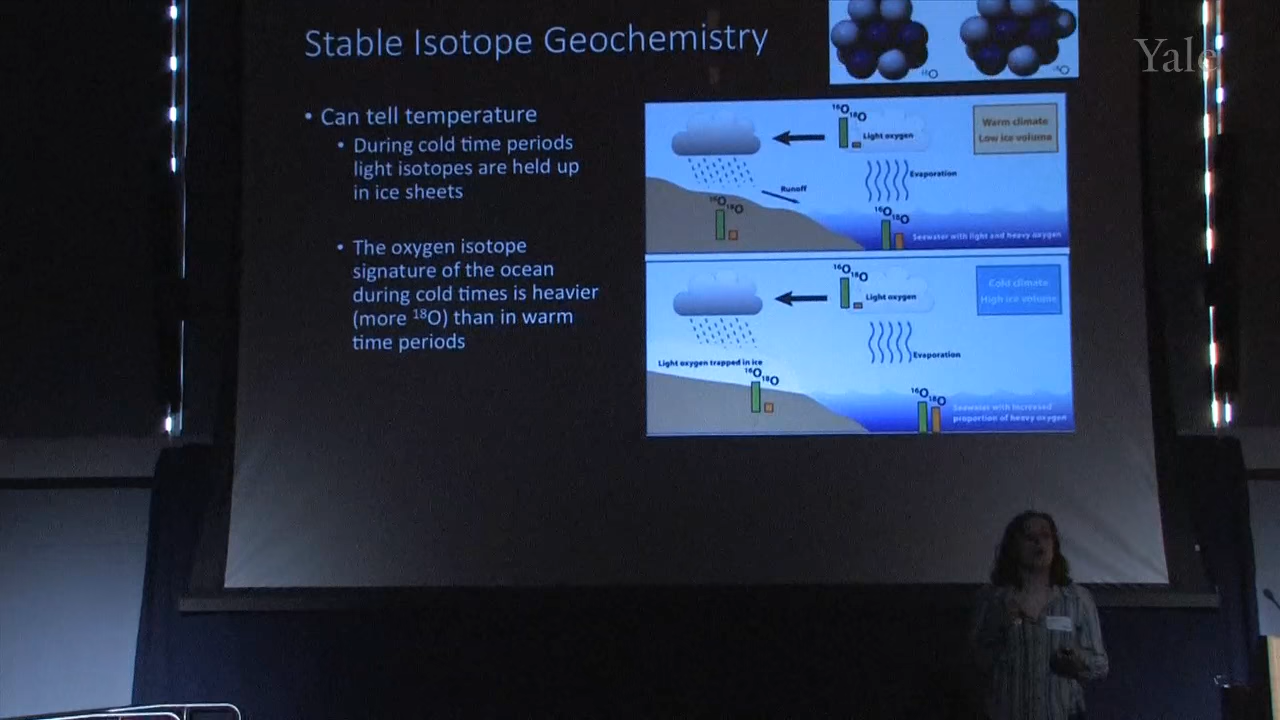 Stable Isotope Geochemistry
Yale
¹⁸O
• Can tell temperature
• During cold time periods
light isotopes are held up
in ice sheets
• The oxygen isotope
signature of the ocean
during cold times is heavier
(more ¹⁸O) than in warm
time periods
¹⁶O ¹⁸O
Light oxygen
Warm climate
Low ice volume
Evaporation
Runoff
¹⁶O ¹⁸O
¹⁶O ¹⁸O
Seawater with light and heavy oxygen
¹⁶O ¹⁸O
Light oxygen
Cold climate
High ice volume
Evaporation
Light oxygen trapped in ice
¹⁶O ¹⁸O
¹⁶O ¹⁸O
Seawater with increased
proportion of heavy oxygen